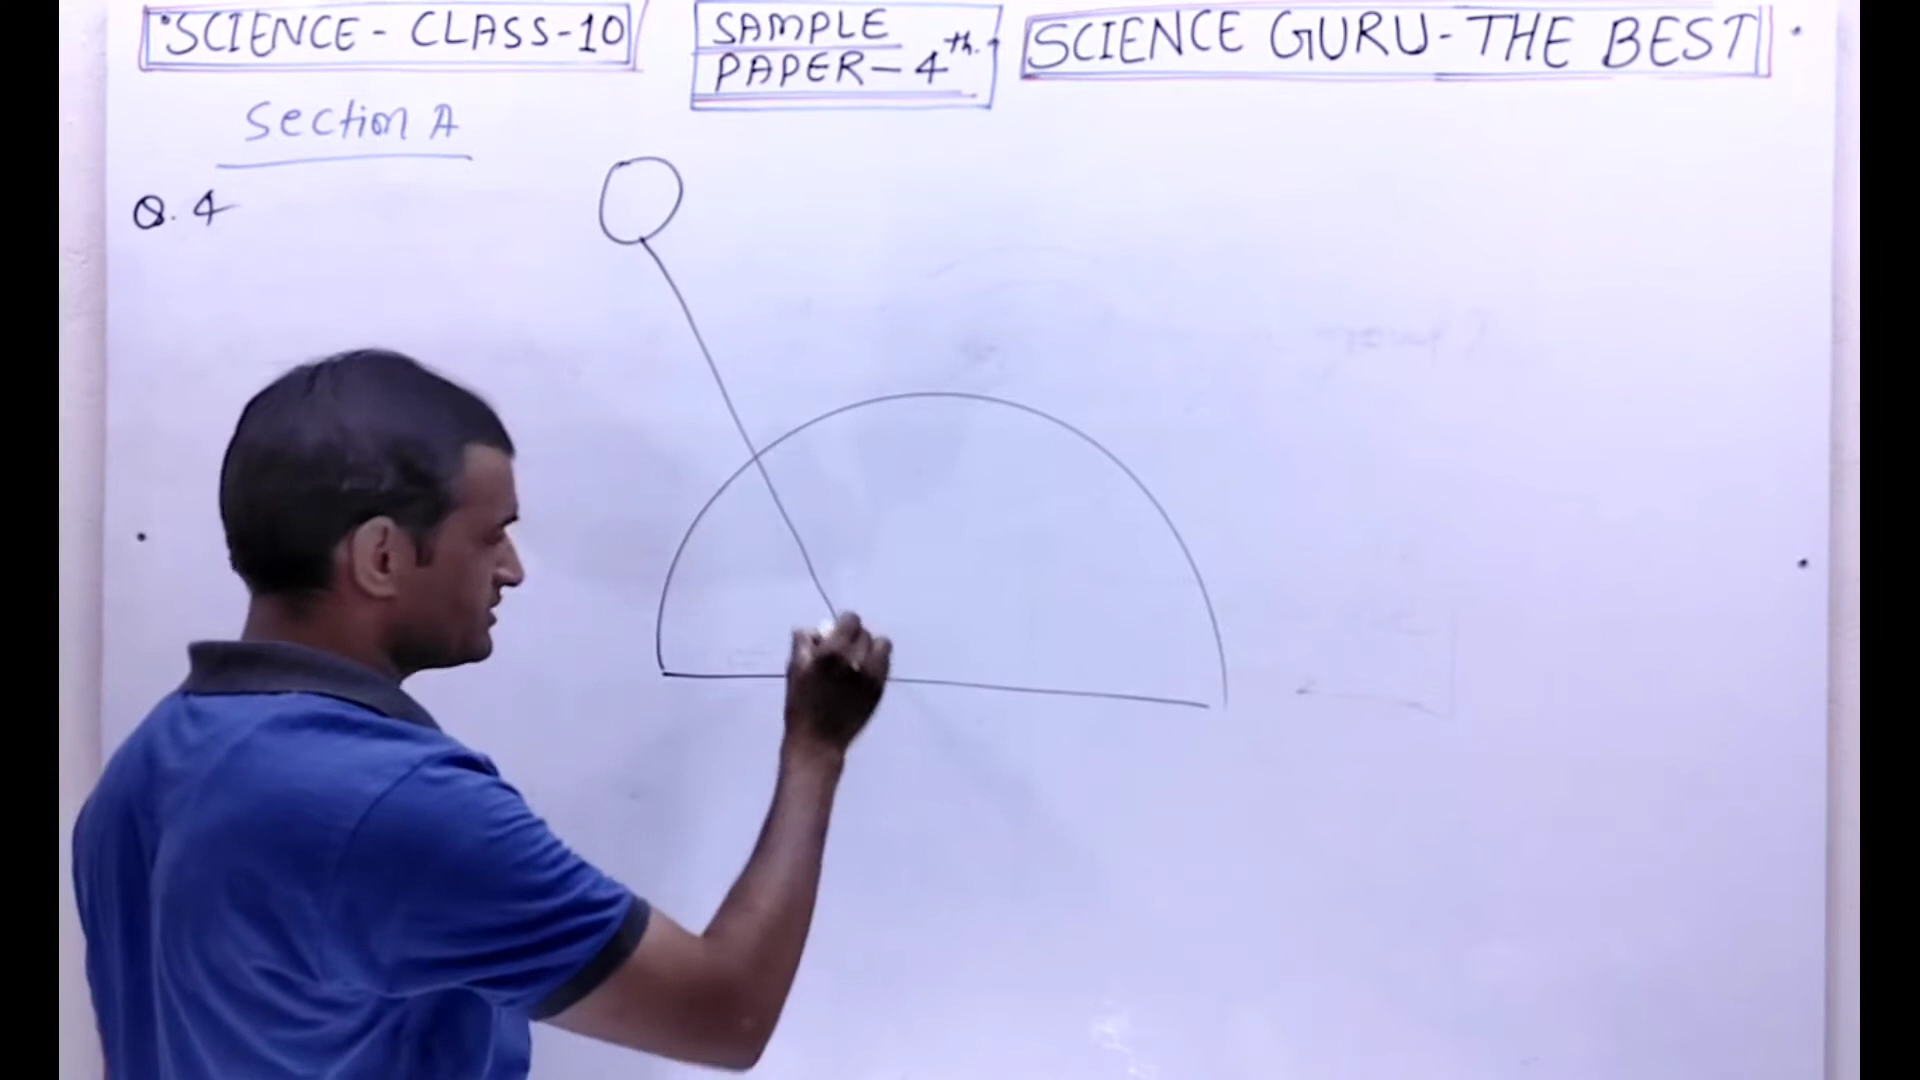 SCIENCE - CLASS-10
SAMPLE
PAPER - 4th.
SCIENCE GURU - THE BEST
Section A
Q. 4